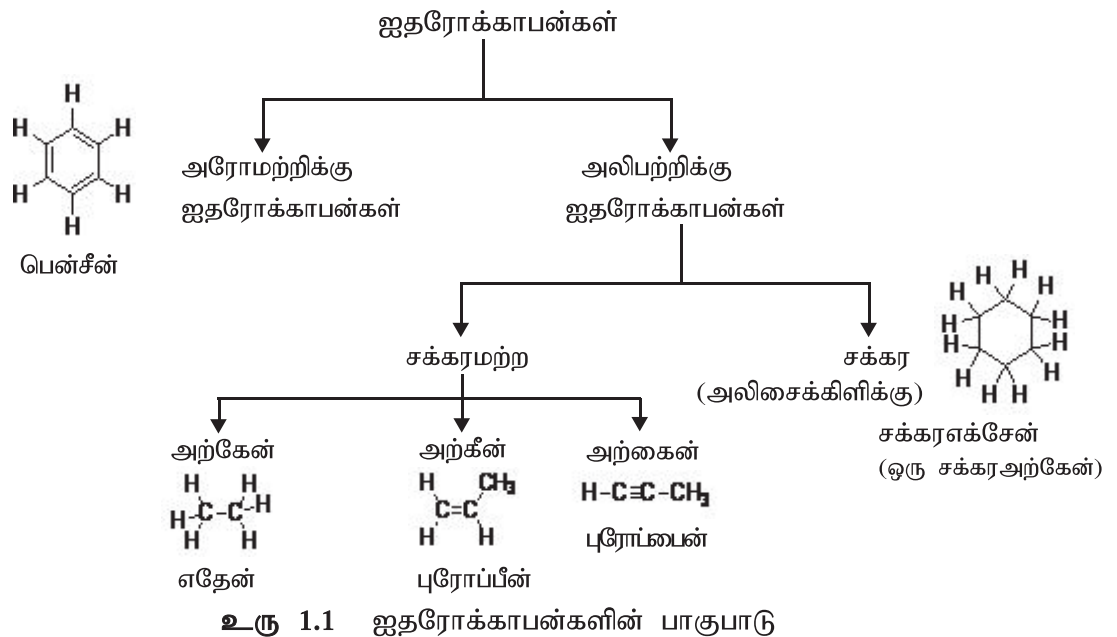 ஐதரோக்காபன்கள்
H
H H
H H
H
பென்சீன்
அரோமற்றிக்கு
ஐதரோக்காபன்கள்
அலிபற்றிக்கு
ஐதரோக்காபன்கள்
சக்கரமற்ற
சக்கர
(அலிசைக்கிளிக்கு)
H H
H H
H H
H H
H H
H H
சக்கரஎக்சேன்
(ஒரு சக்கரஅற்கேன்)
அற்கேன்
H H
H-C-C-H
H H
எதேன்
அற்கீன்
H CH3
C=C
H H
புரோப்பீன்
அற்கைன்
H-C≡C-CH3
புரோப்பைன்
உரு 1.1 ஐதரோக்காபன்களின் பாகுபாடு